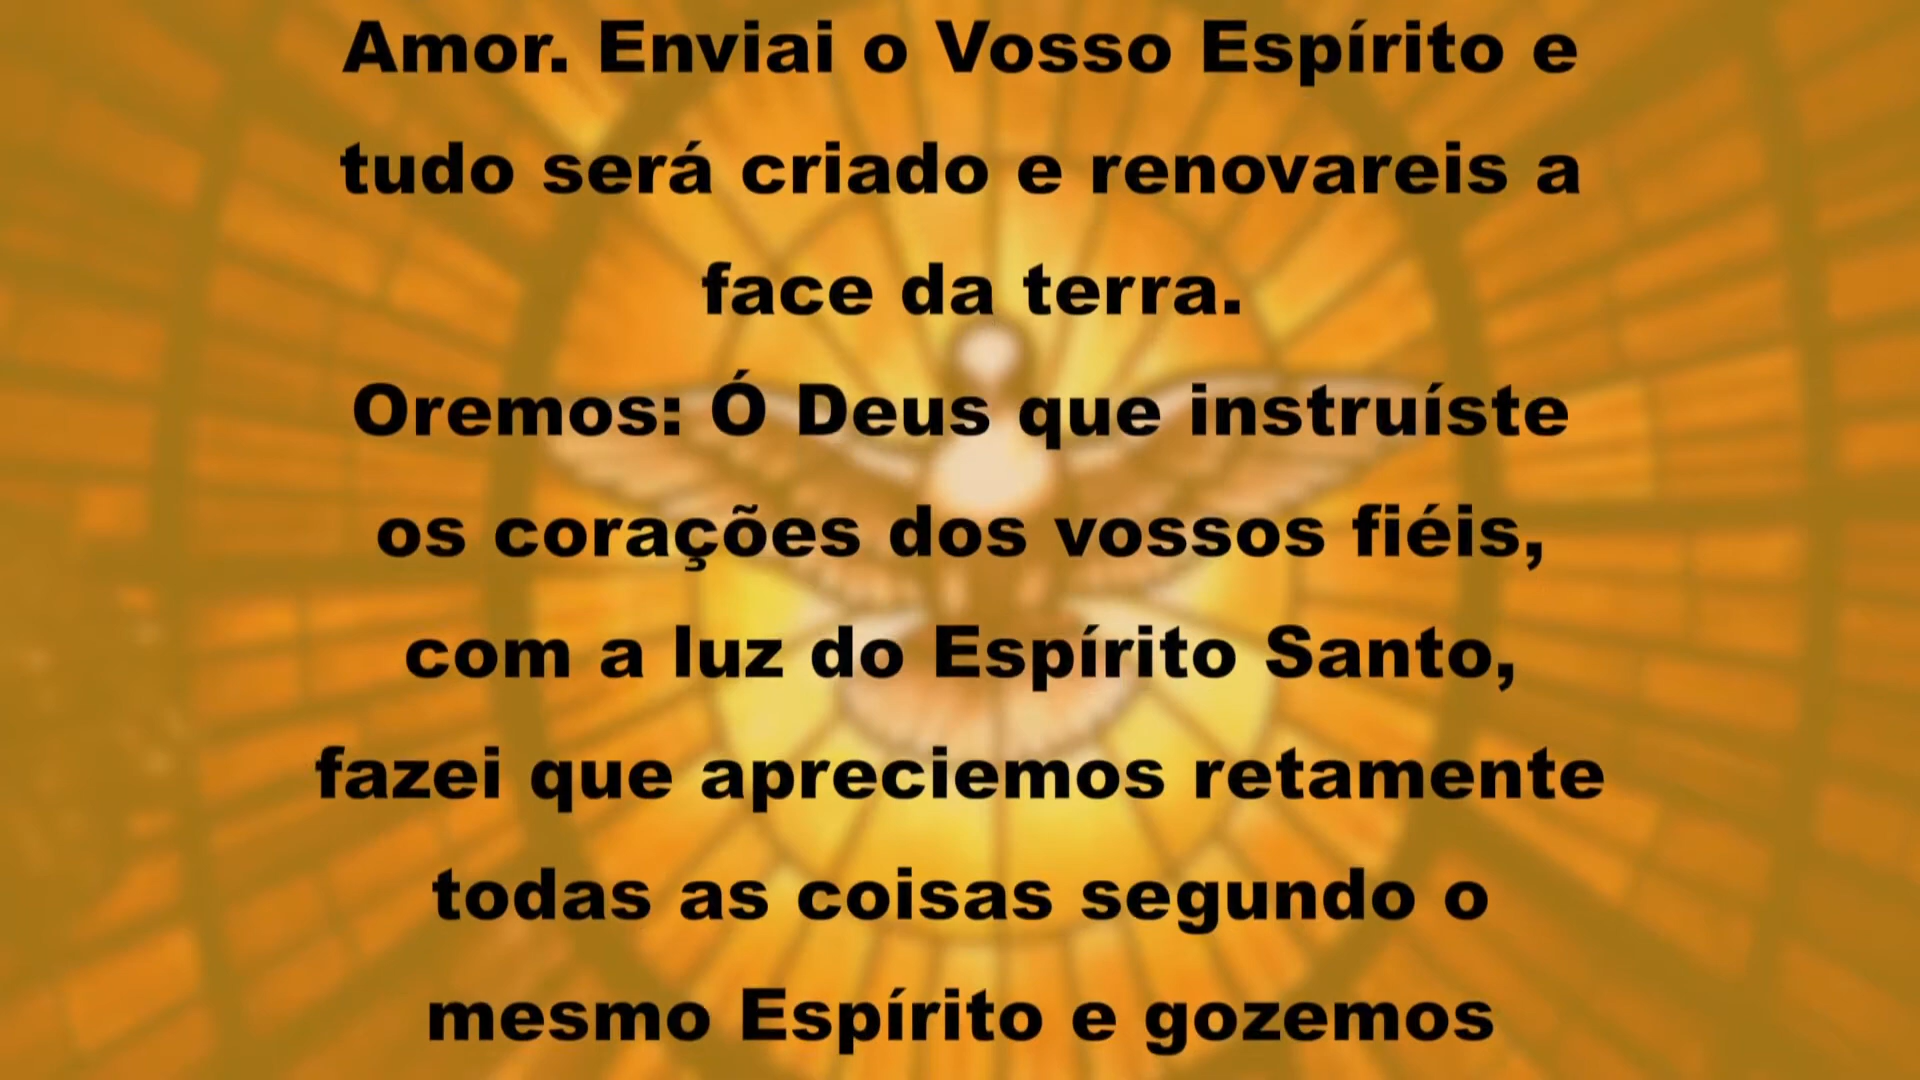 Amor. Enviai o Vosso Espírito e
tudo será criado e renovareis a
face da terra.
Oremos: Ó Deus que instruíste
os corações dos vossos fiéis,
com a luz do Espírito Santo,
fazei que apreciemos retamente
todas as coisas segundo o
mesmo Espírito e gozemos